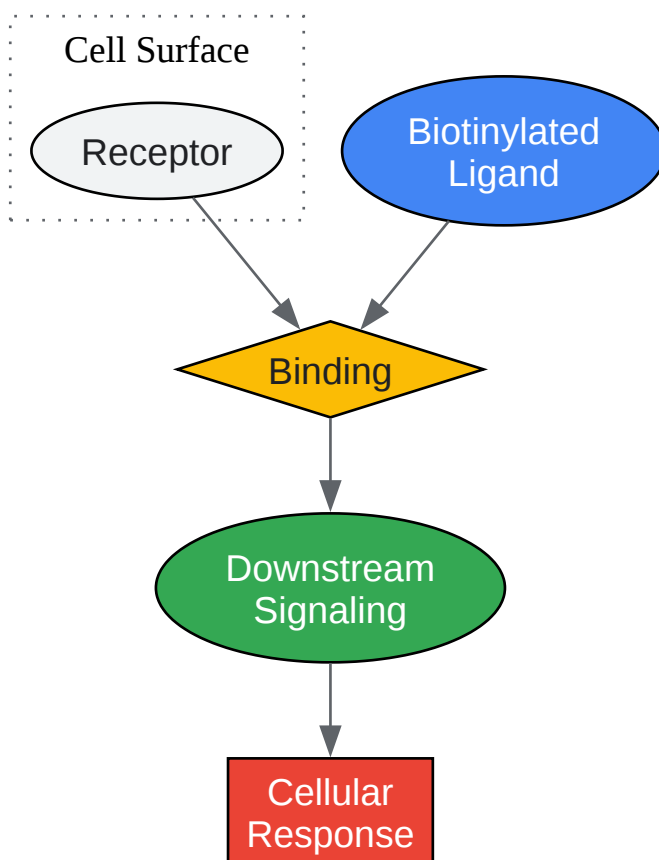 Cell Surface
Receptor
Biotinylated
Ligand
Binding
Downstream
Signaling
Cellular
Response